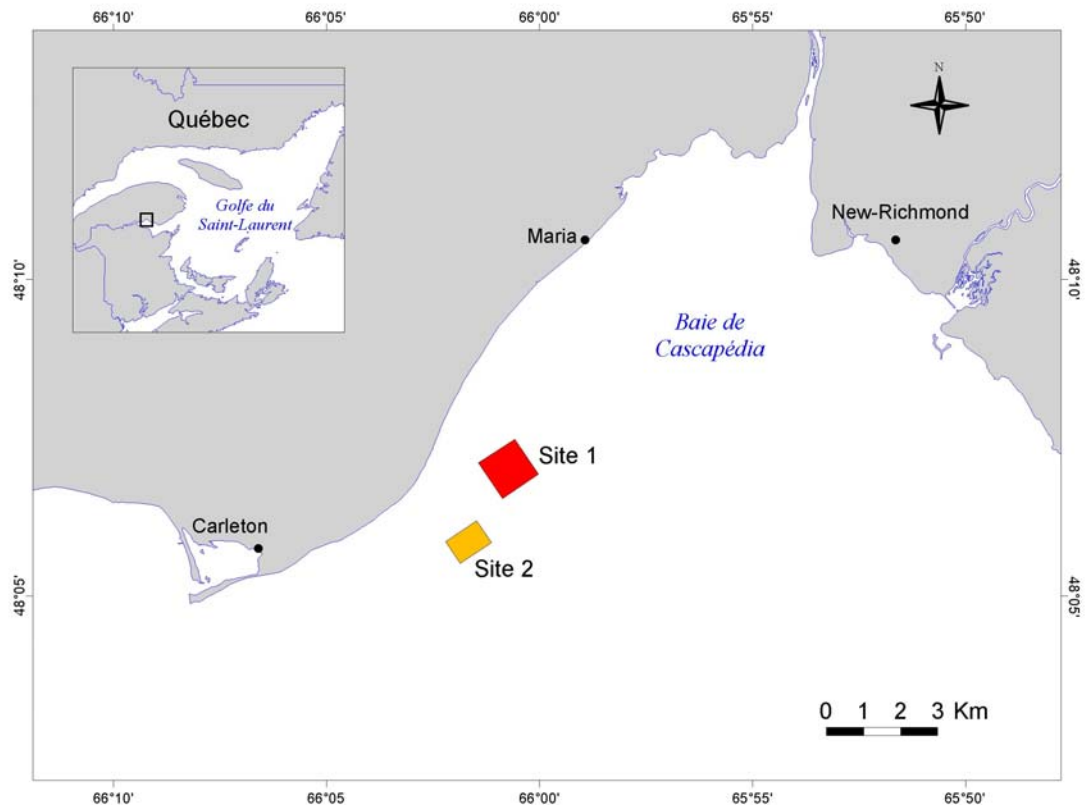 66°10'
66°05'
66°00'
65°55'
65°50'
N
Québec
Golfe du
Saint-Laurent
Maria
New-Richmond
48°10'
48°10'
Baie de
Cascapédia
Site 1
Carleton
Site 2
48°05'
48°05'
0 1 2 3 Km
66°10'
66°05'
66°00'
65°55'
65°50'